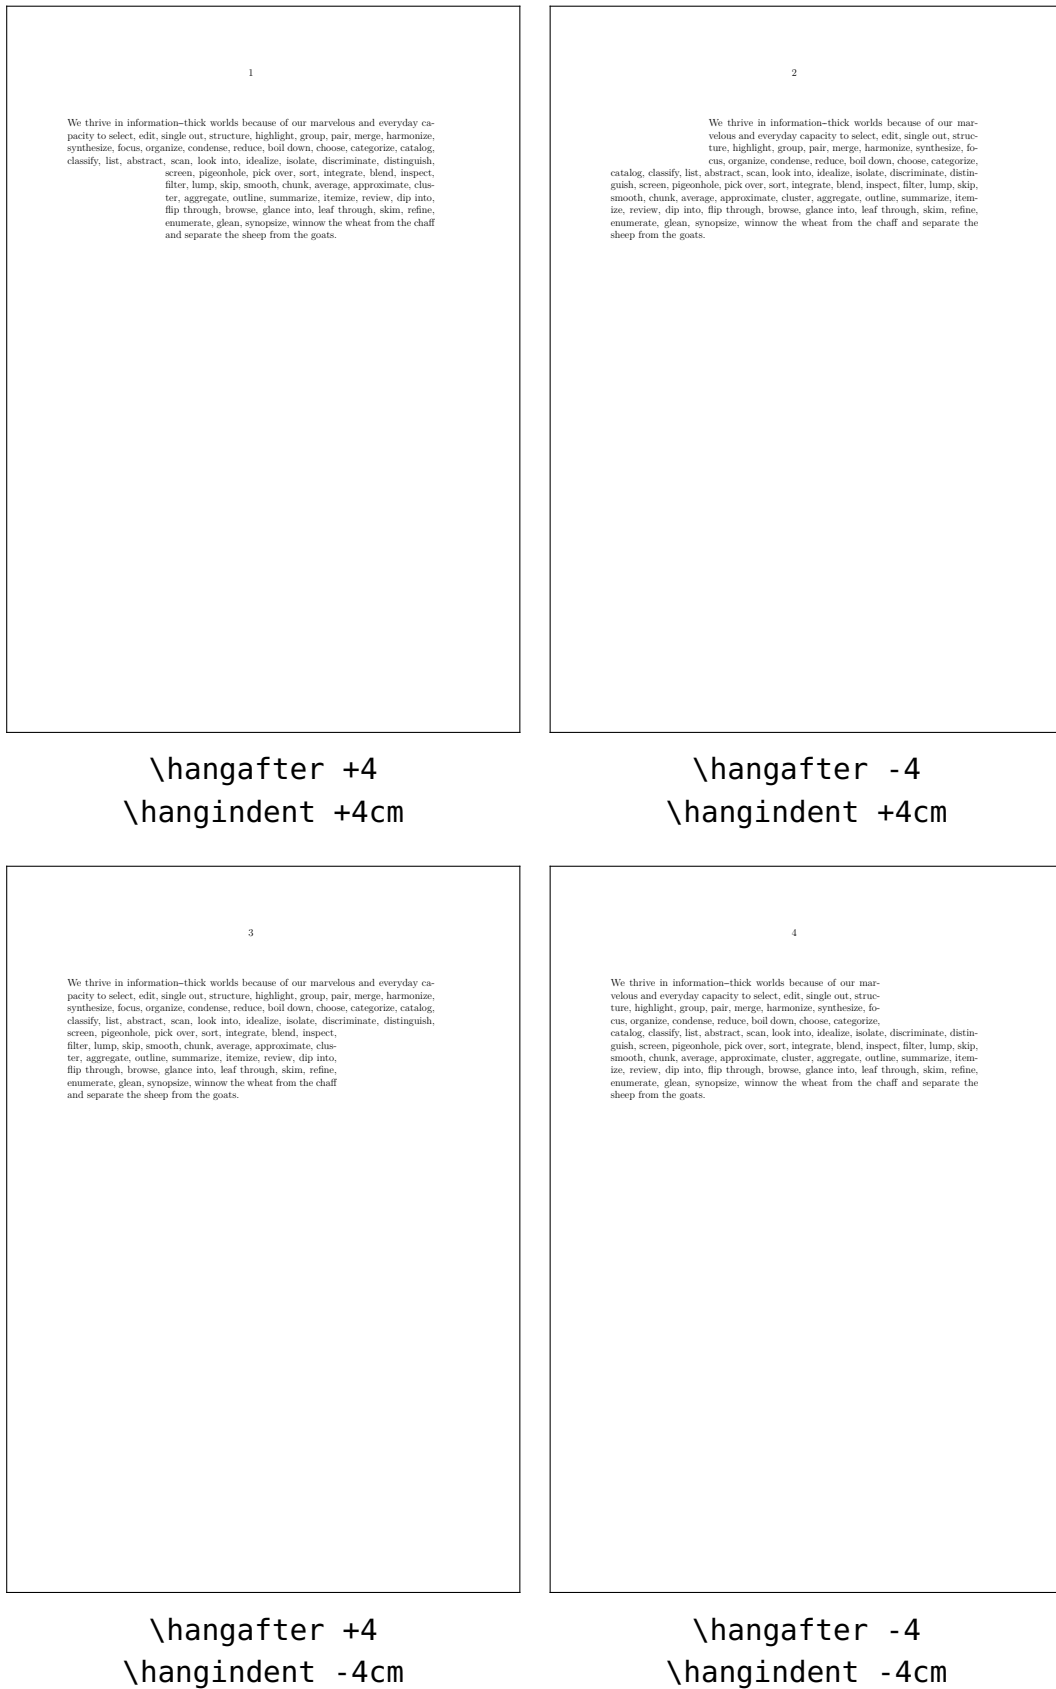 1
We thrive in information–thick worlds because of our marvelous and everyday ca-
pacity to select, edit, single out, structure, highlight, group, pair, merge, harmonize,
synthesize, focus, organize, condense, reduce, boil down, choose, categorize, catalog,
classify, list, abstract, scan, look into, idealize, isolate, discriminate, distinguish,
screen, pigeonhole, pick over, sort, integrate, blend, inspect,
filter, lump, skip, smooth, chunk, average, approximate, clus-
ter, aggregate, outline, summarize, itemize, review, dip into,
flip through, browse, glance into, leaf through, skim, refine,
enumerate, glean, synopsize, winnow the wheat from the chaff
and separate the sheep from the goats.
\hangafter +4
\hangindent +4cm
2
We thrive in information–thick worlds because of our mar-
velous and everyday capacity to select, edit, single out, struc-
ture, highlight, group, pair, merge, harmonize, synthesize, fo-
cus, organize, condense, reduce, boil down, choose, categorize,
catalog, classify, list, abstract, scan, look into, idealize, isolate, discriminate, distin-
guish, screen, pigeonhole, pick over, sort, integrate, blend, inspect, filter, lump, skip,
smooth, chunk, average, approximate, cluster, aggregate, outline, summarize, item-
ize, review, dip into, flip through, browse, glance into, leaf through, skim, refine,
enumerate, glean, synopsize, winnow the wheat from the chaff and separate the
sheep from the goats.
\hangafter -4
\hangindent +4cm
3
We thrive in information–thick worlds because of our marvelous and everyday ca-
pacity to select, edit, single out, structure, highlight, group, pair, merge, harmonize,
synthesize, focus, organize, condense, reduce, boil down, choose, categorize, catalog,
classify, list, abstract, scan, look into, idealize, isolate, discriminate, distinguish,
screen, pigeonhole, pick over, sort, integrate, blend, inspect,
filter, lump, skip, smooth, chunk, average, approximate, clus-
ter, aggregate, outline, summarize, itemize, review, dip into,
flip through, browse, glance into, leaf through, skim, refine,
enumerate, glean, synopsize, winnow the wheat from the chaff
and separate the sheep from the goats.
\hangafter +4
\hangindent -4cm
4
We thrive in information–thick worlds because of our mar-
velous and everyday capacity to select, edit, single out, struc-
ture, highlight, group, pair, merge, harmonize, synthesize, fo-
cus, organize, condense, reduce, boil down, choose, categorize,
catalog, classify, list, abstract, scan, look into, idealize, isolate, discriminate, distin-
guish, screen, pigeonhole, pick over, sort, integrate, blend, inspect, filter, lump, skip,
smooth, chunk, average, approximate, cluster, aggregate, outline, summarize, item-
ize, review, dip into, flip through, browse, glance into, leaf through, skim, refine,
enumerate, glean, synopsize, winnow the wheat from the chaff and separate the
sheep from the goats.
\hangafter -4
\hangindent -4cm